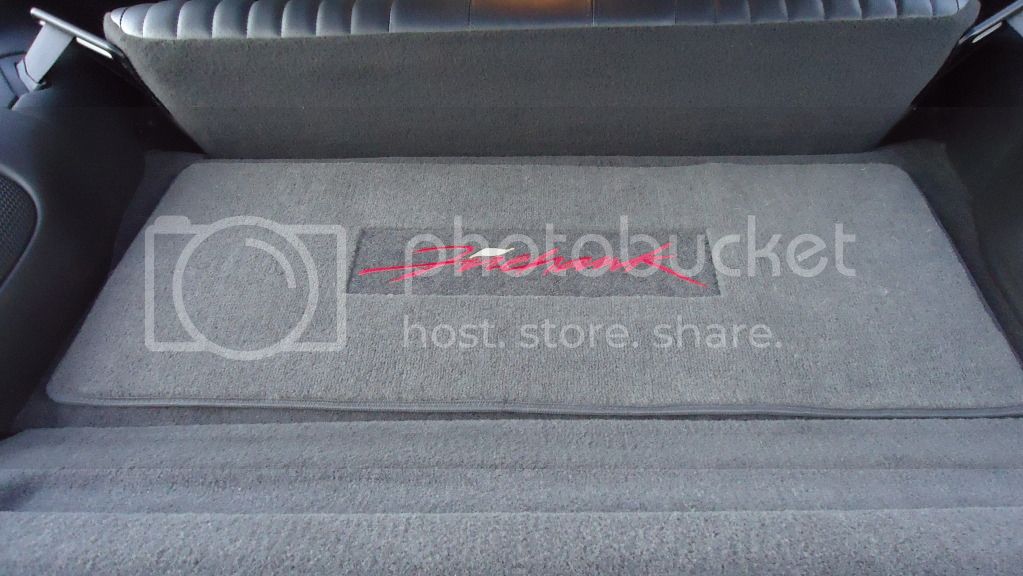 photobucket
Firehawk
host. store. share.